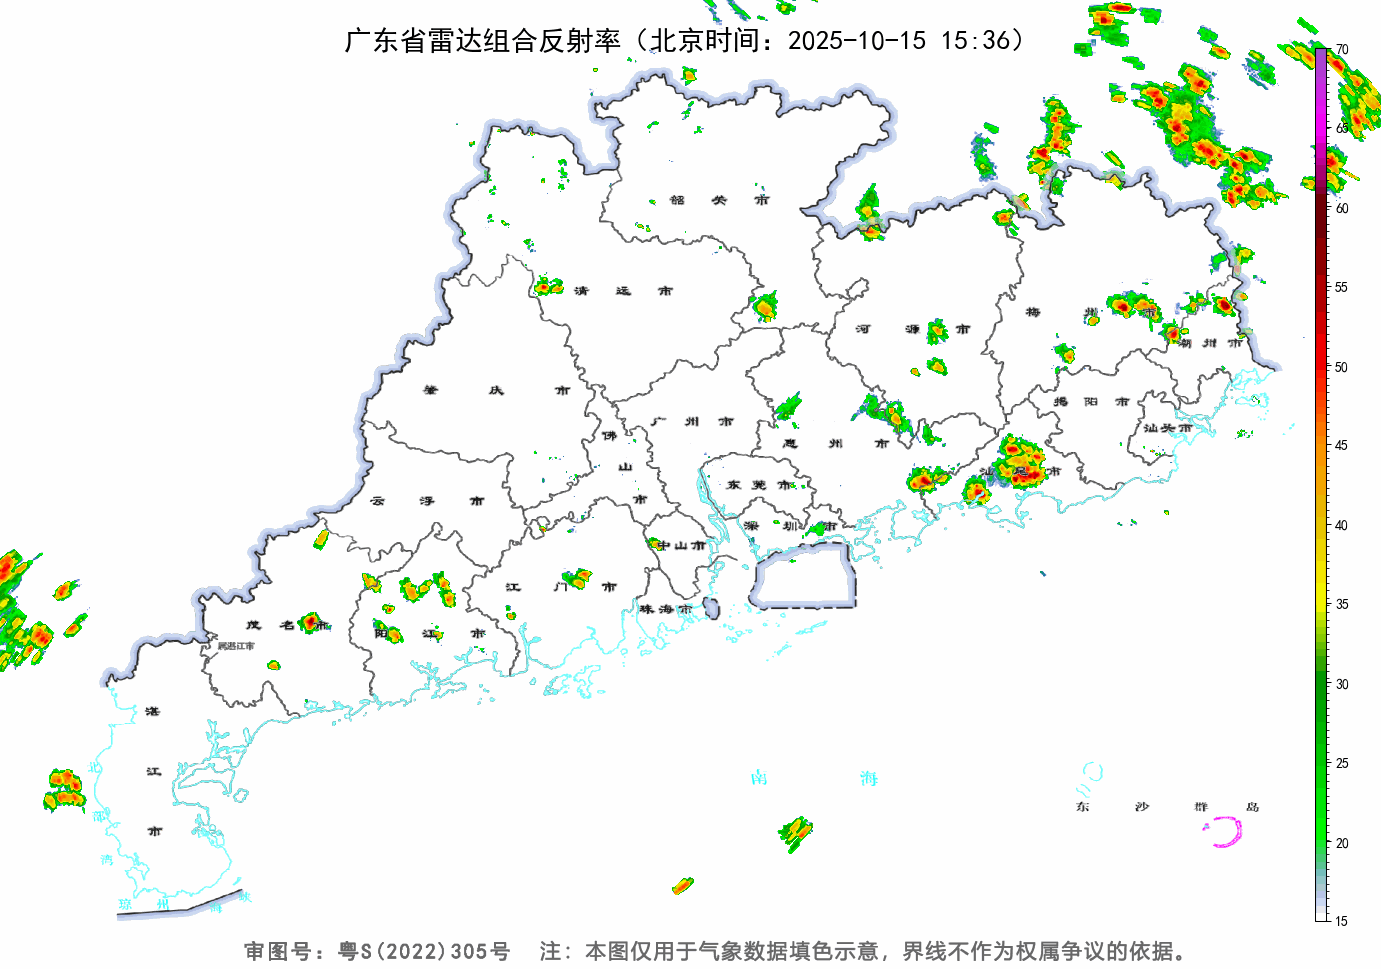 广东省雷达组合反射率（北京时间：2025-10-15 15:36）
70
65
60
55
50
45
40
35
30
25
20
15
韶 关 市
清 远 市
河 源 市
梅 州 市
潮 州 市
肇 庆 市
广 州 市
揭 阳 市
汕头市
佛 山 市
惠 州 市
汕 尾 市
云 浮 市
东 莞 市
深 圳 市
中山市
江 门 市
珠海市
茂 名 市
阳 江 市
属湛江市
湛 江 市
北 部 湾
南 海
东 沙 群 岛
琼 州 海 峡
审图号：粤S(2022)305号 注：本图仅用于气象数据填色示意，界线不作为权属争议的依据。